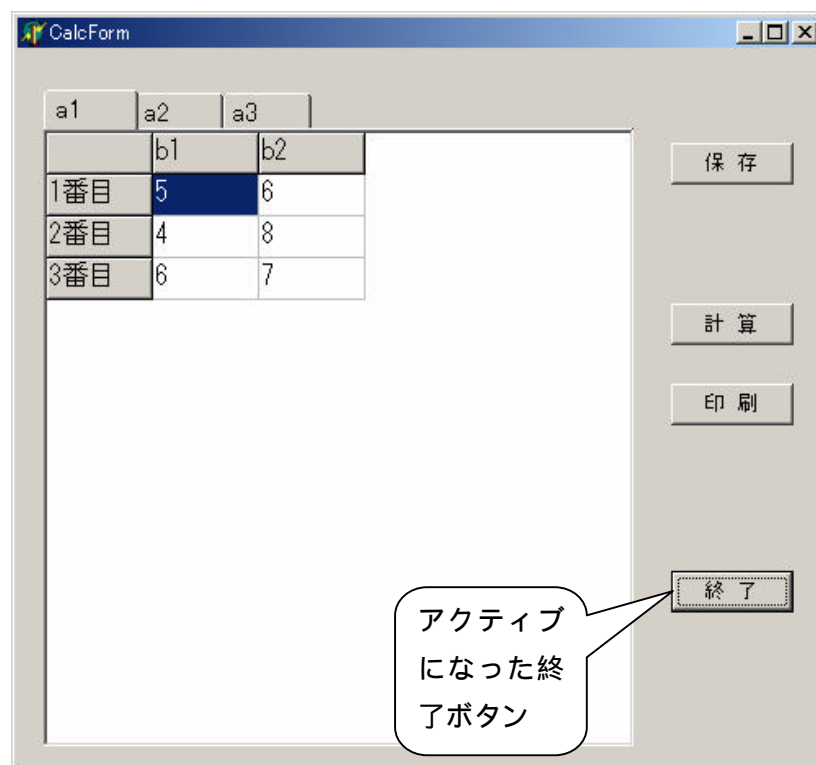 CalcForm
a1 a2 a3
b1 b2
1番目 5 6
2番目 4 8
3番目 6 7
保 存
計 算
印 刷
終 了
アクティブ
になった終
了ボタン